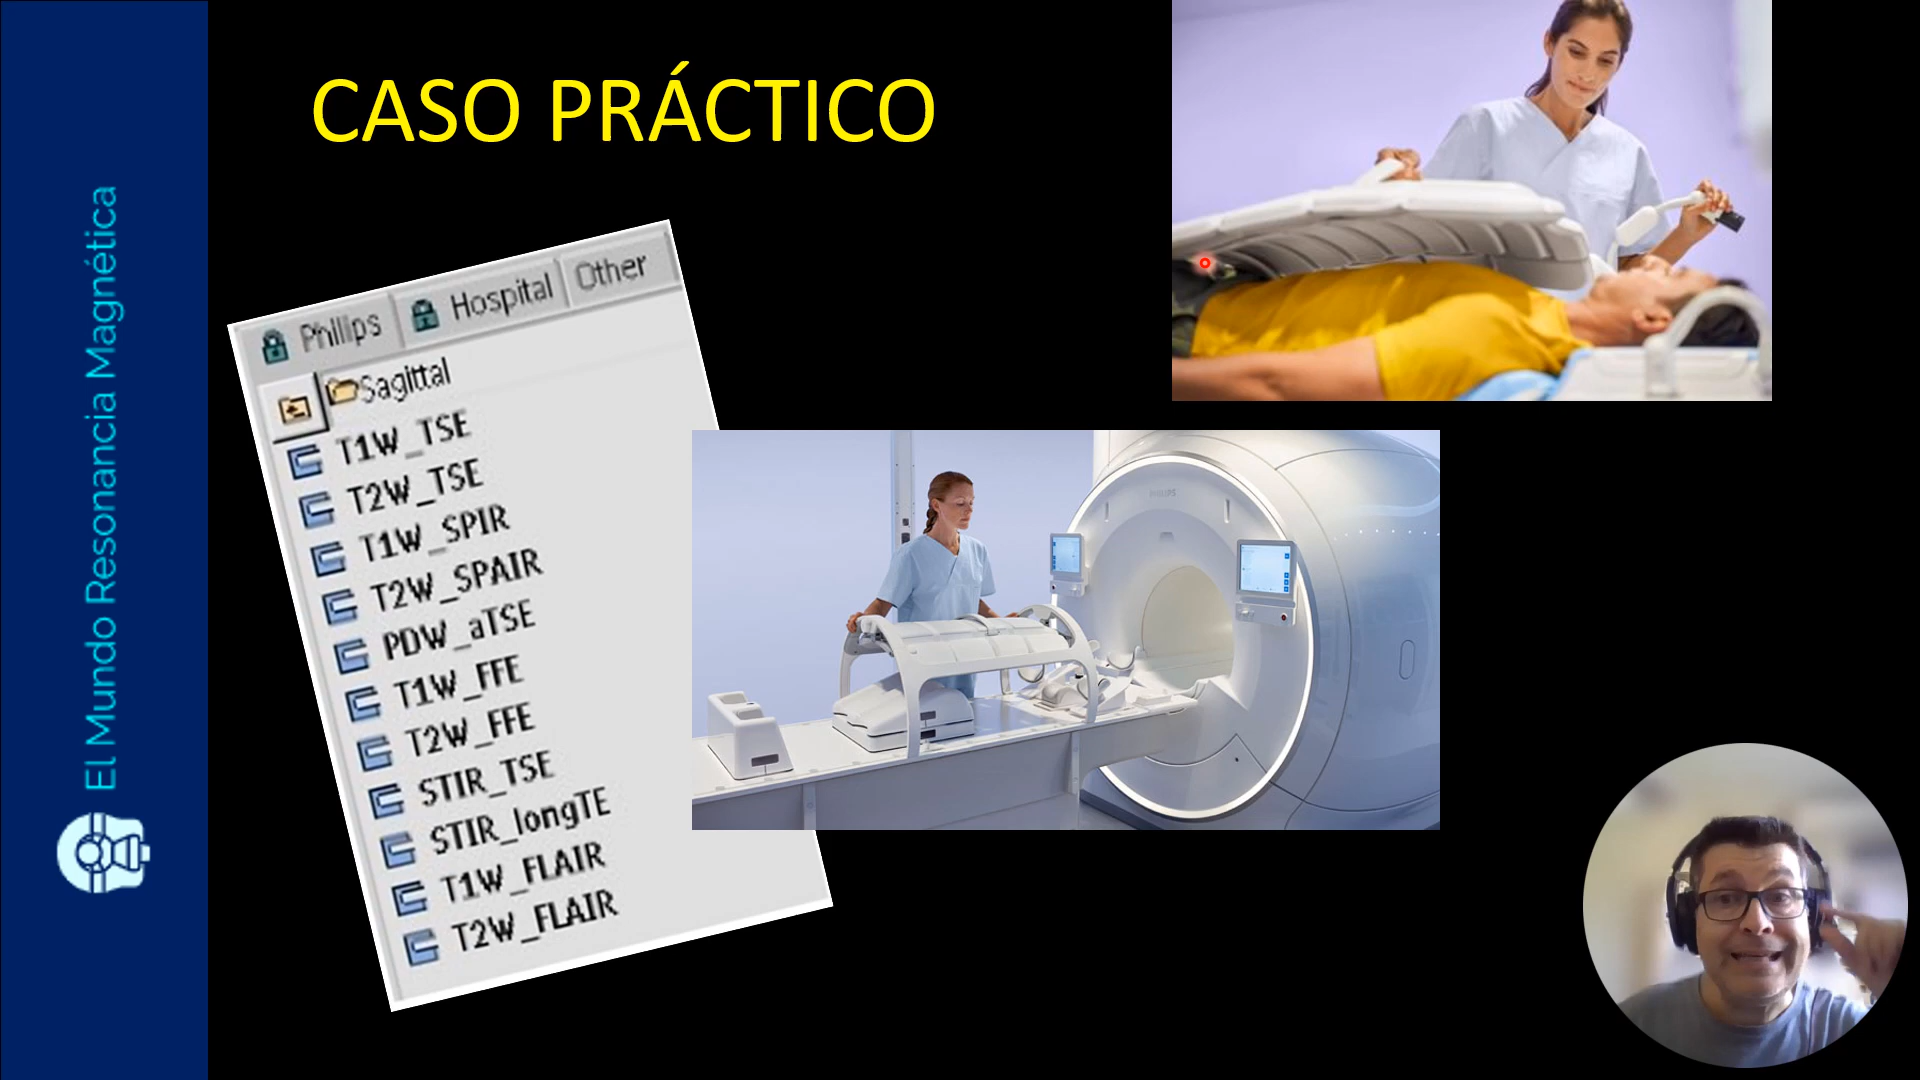 El Mundo Resonancia Magnética
CASO PRÁCTICO
Philips
Hospital
Other
Sagittal
T1W_TSE
T2W_TSE
T1W_SPIR
T2W_SPAIR
PDW_aTSE
T1W_FFE
T2W_FFE
STIR_TSE
STIR_longTE
T1W_FLAIR
T2W_FLAIR
PHILIPS